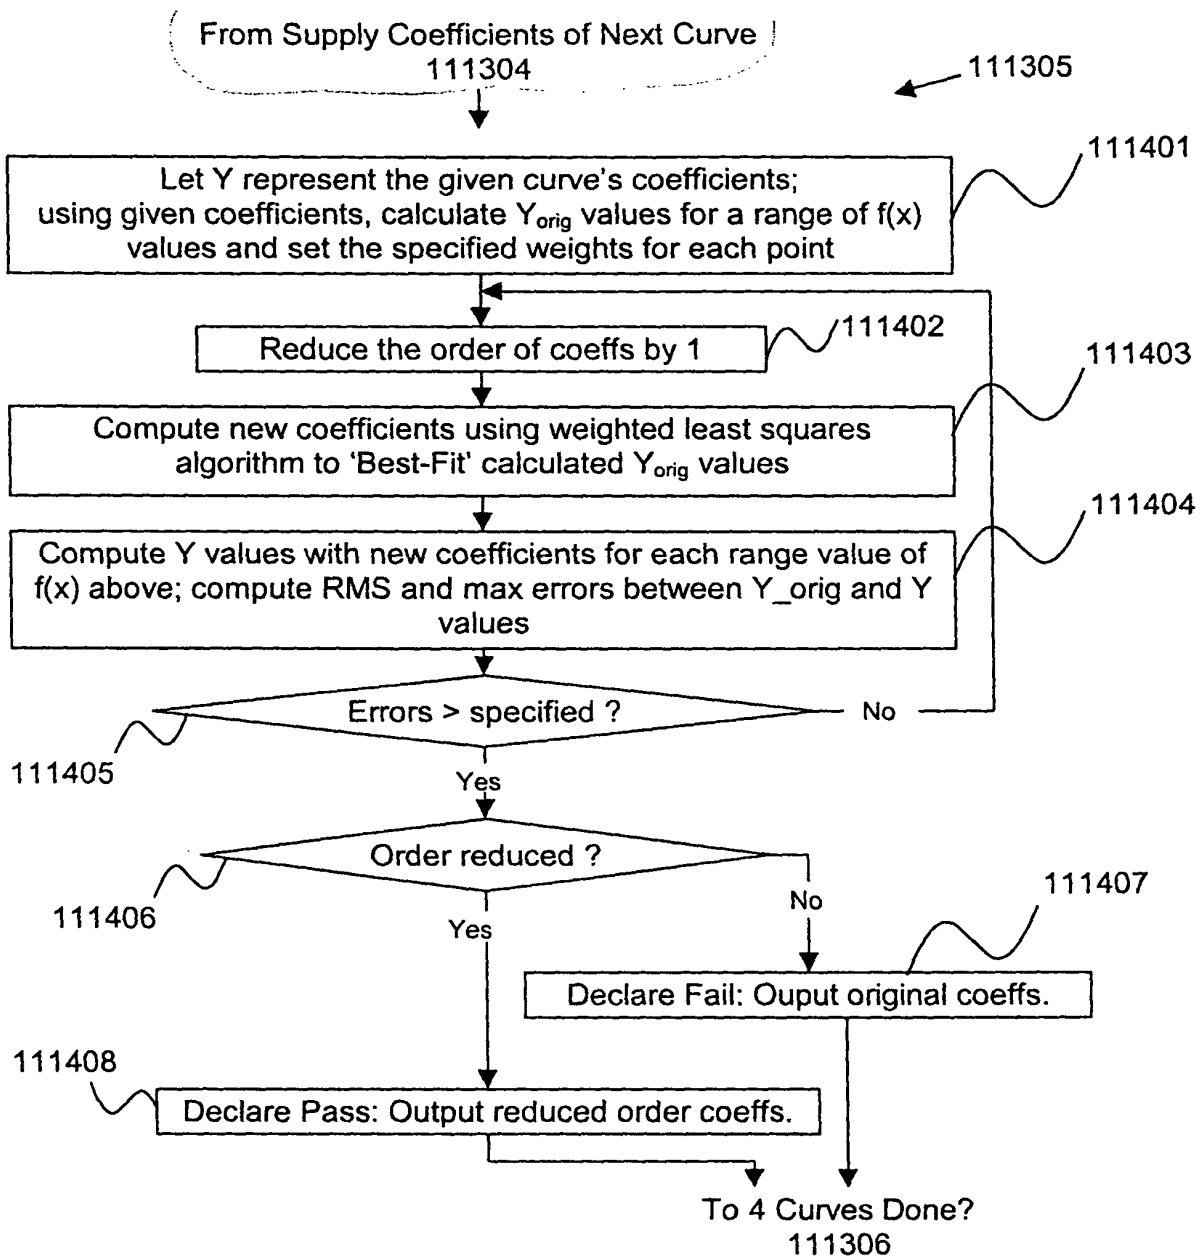 From Supply Coefficients of Next Curve
111304
111305
111401
Let Y represent the given curve's coefficients;
using given coefficients, calculate Yorig values for a range of f(x)
values and set the specified weights for each point
111402
Reduce the order of coeffs by 1
111403
Compute new coefficients using weighted least squares
algorithm to 'Best-Fit' calculated Yorig values
111404
Compute Y values with new coefficients for each range value of
f(x) above; compute RMS and max errors between Y_orig and Y
values
Errors > specified ?
No
111405
Yes
Order reduced ?
111406
No
111407
Yes
Declare Fail: Ouput original coeffs.
111408
Declare Pass: Output reduced order coeffs.
To 4 Curves Done?
111306